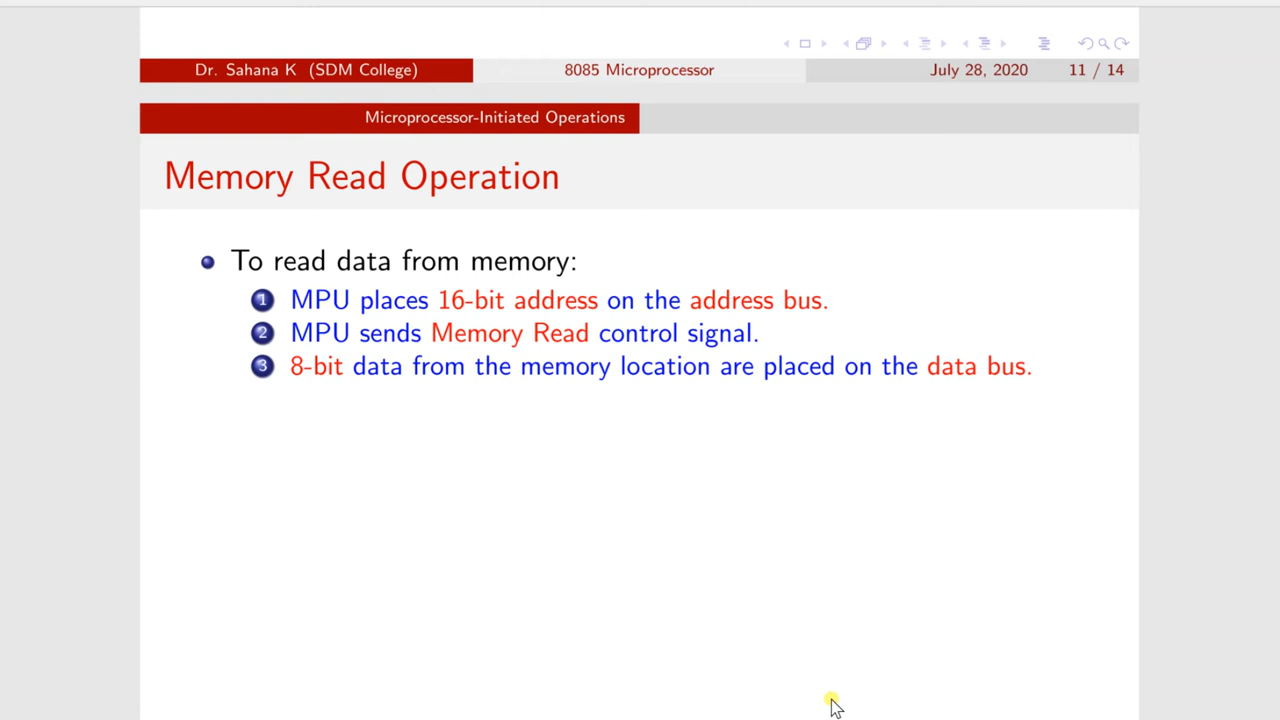 Dr. Sahana K (SDM College) 8085 Microprocessor July 28, 2020 11 / 14
Microprocessor-Initiated Operations
Memory Read Operation
To read data from memory:
1 MPU places 16-bit address on the address bus.
2 MPU sends Memory Read control signal.
3 8-bit data from the memory location are placed on the data bus.